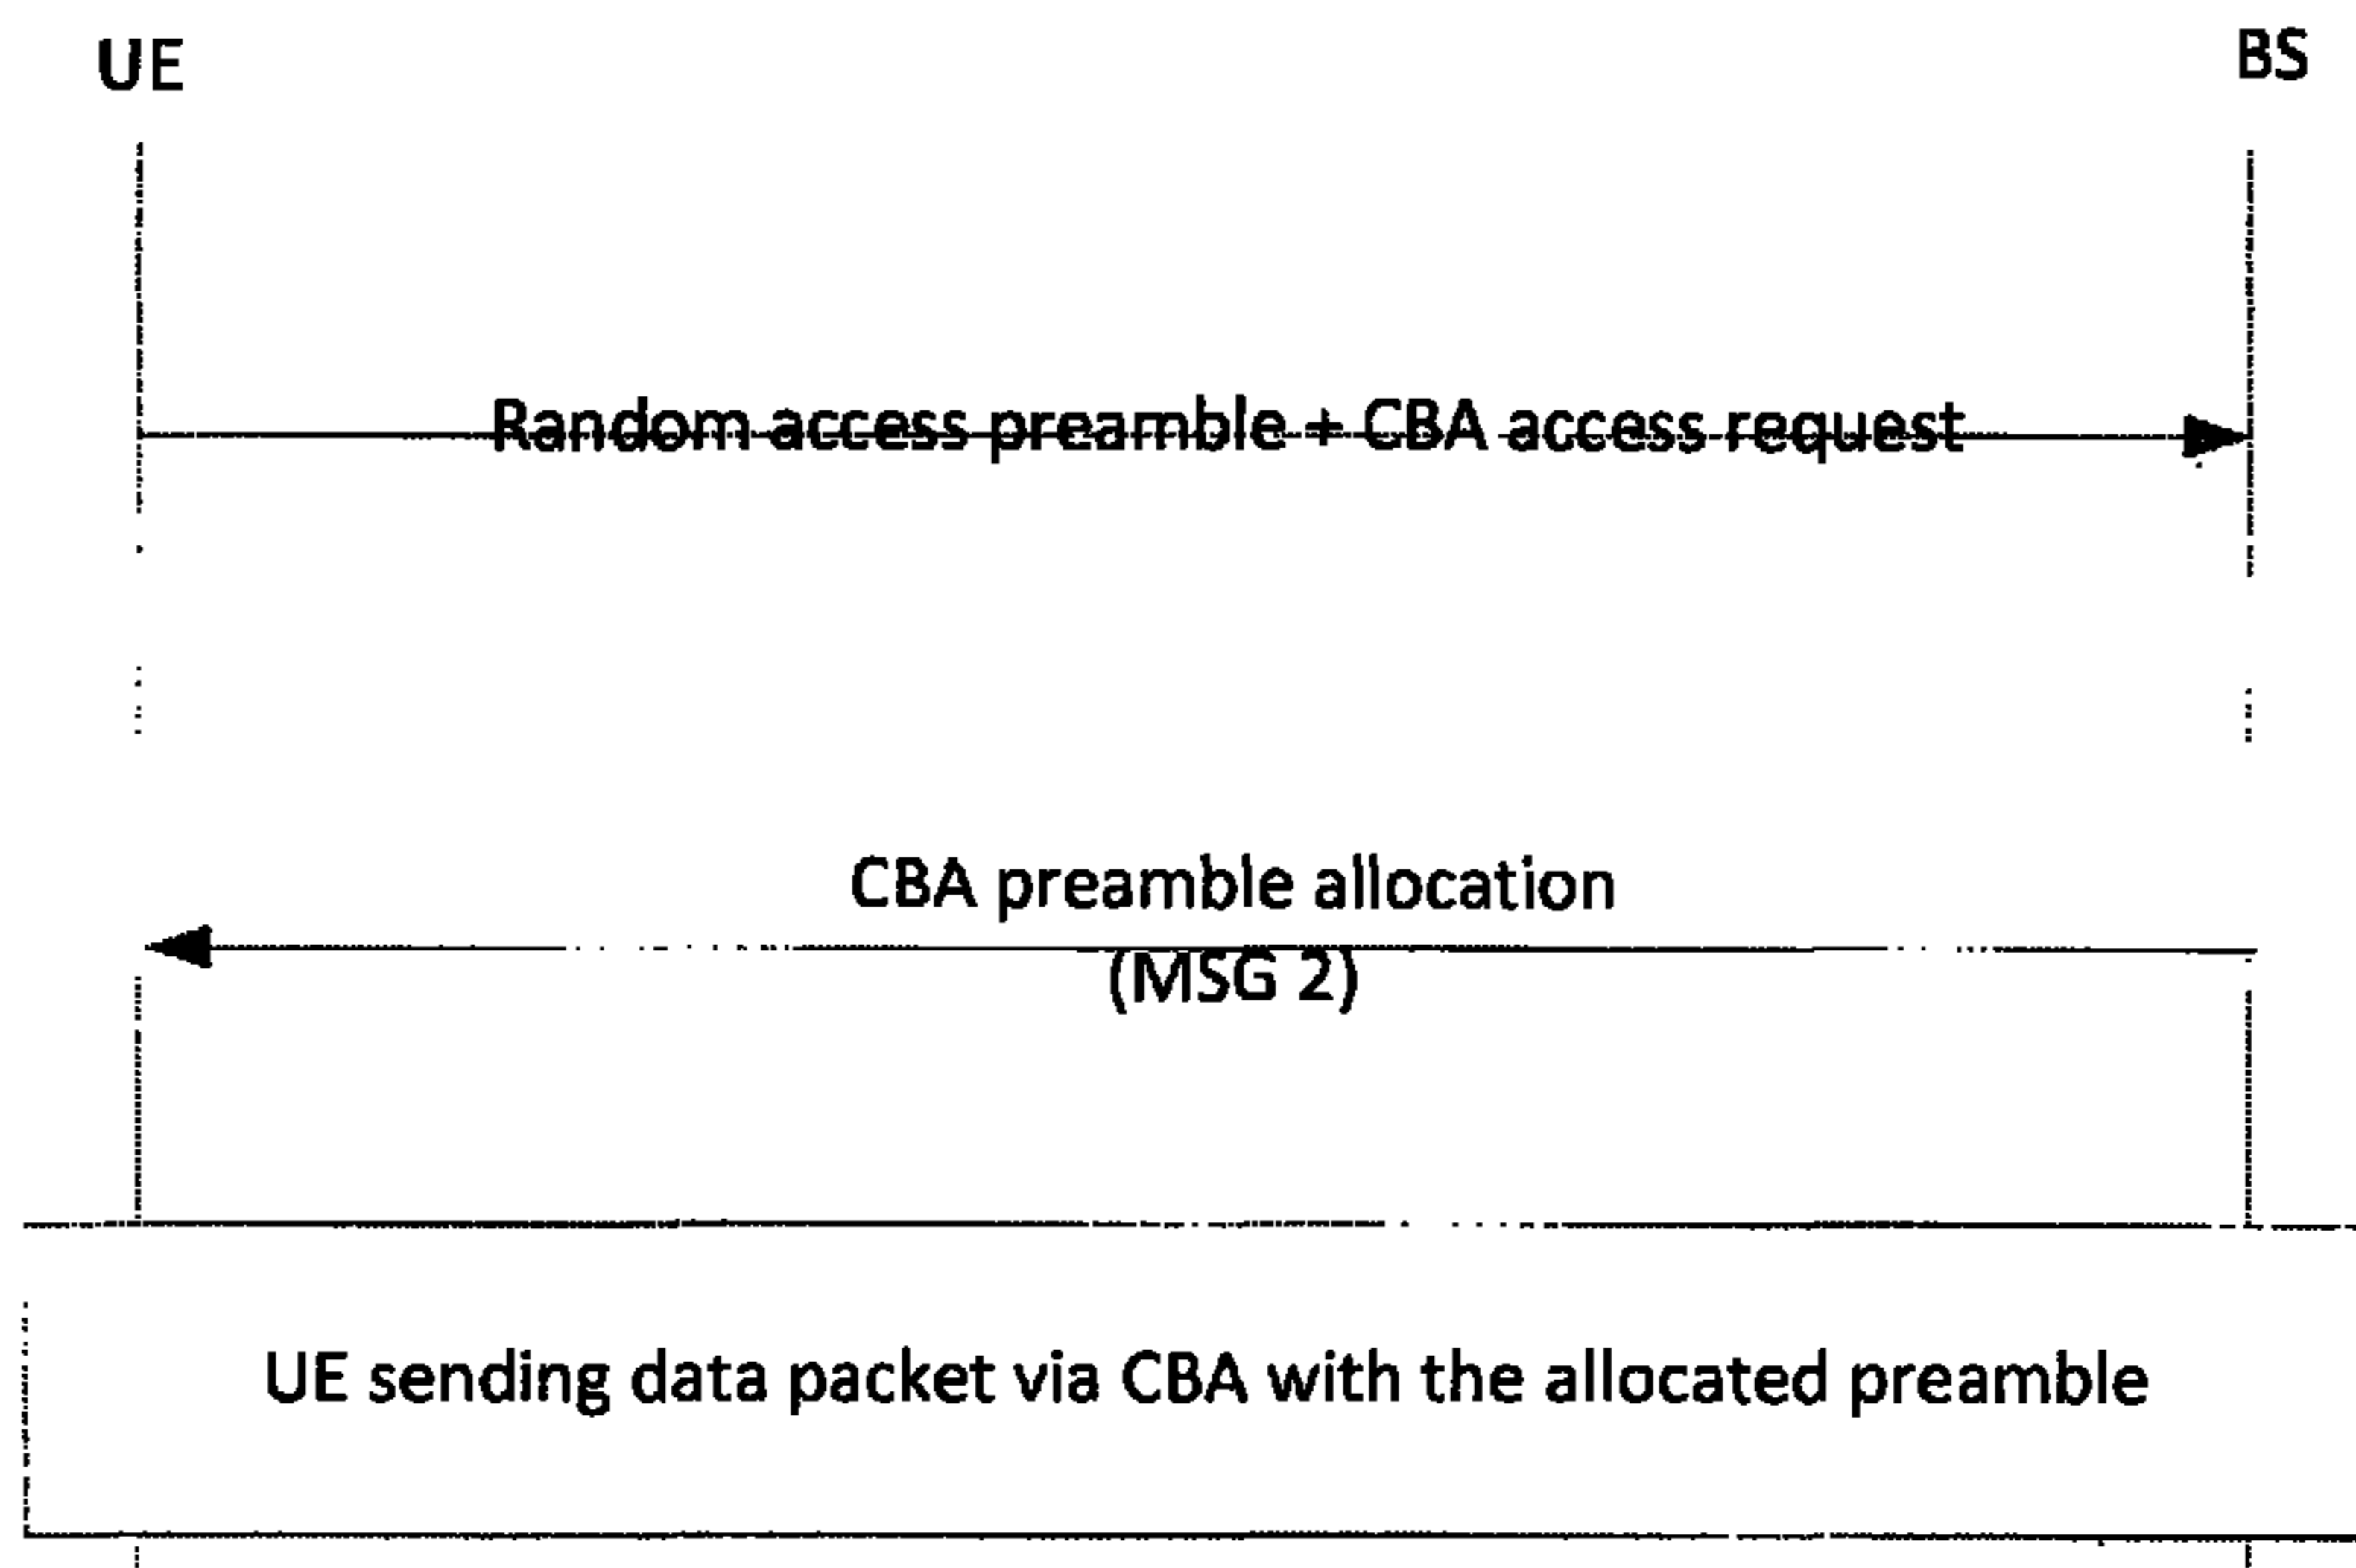 UE
BS
Random access preamble + CBA access request
CBA preamble allocation
(MSG 2)
UE sending data packet via CBA with the allocated preamble